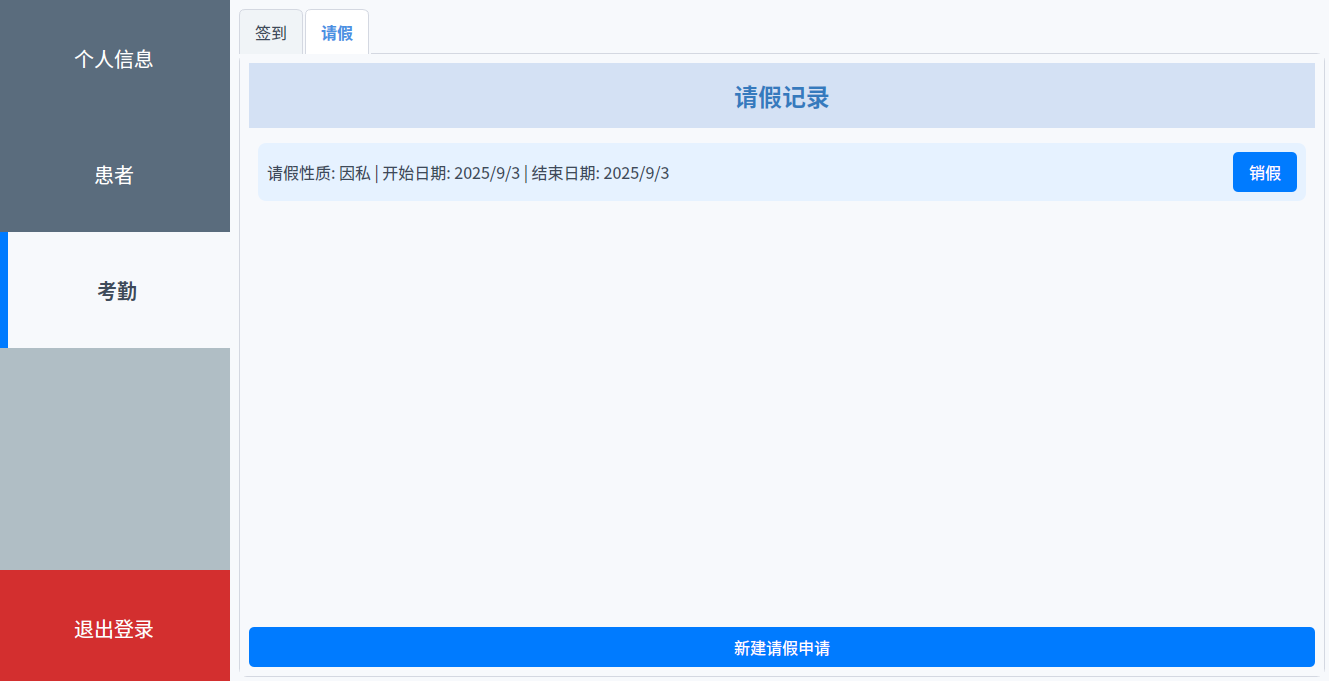 个人信息
患者
考勤
退出登录
签到
请假
请假记录
请假性质: 因私 | 开始日期: 2025/9/3 | 结束日期: 2025/9/3
销假
新建请假申请